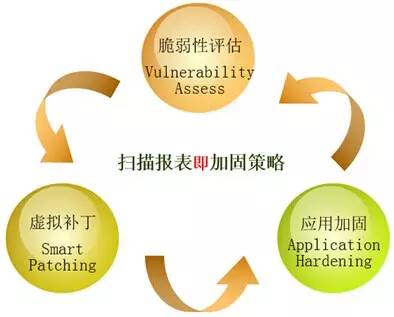 脆弱性评估
Vulnerability
Assess
扫描报表即加固策略
虚拟补丁
Smart
Patching
应用加固
Application
Hardening